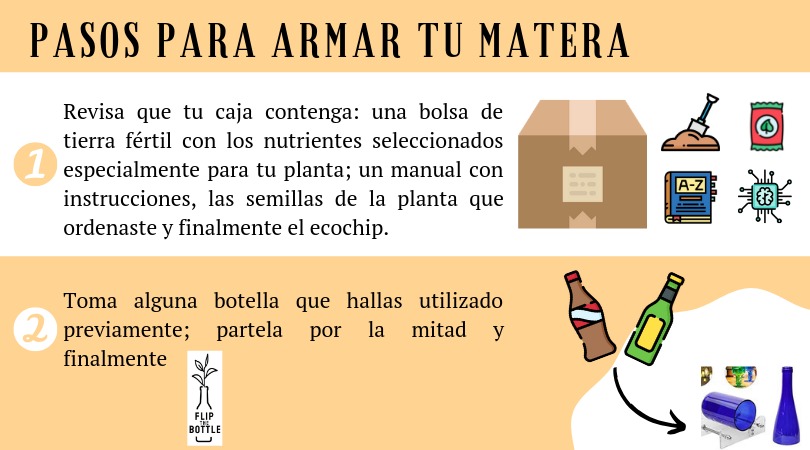 PASOS PARA ARMAR TU MATERA
1
Revisa que tu caja contenga: una bolsa de
tierra fértil con los nutrientes seleccionados
especialmente para tu planta; un manual con
instrucciones, las semillas de la planta que
ordenaste y finalmente el ecochip.
A-Z
2
Toma alguna botella que hallas utilizado
previamente; partela por la mitad y
finalmente
FLIP
THE
BOTTLE